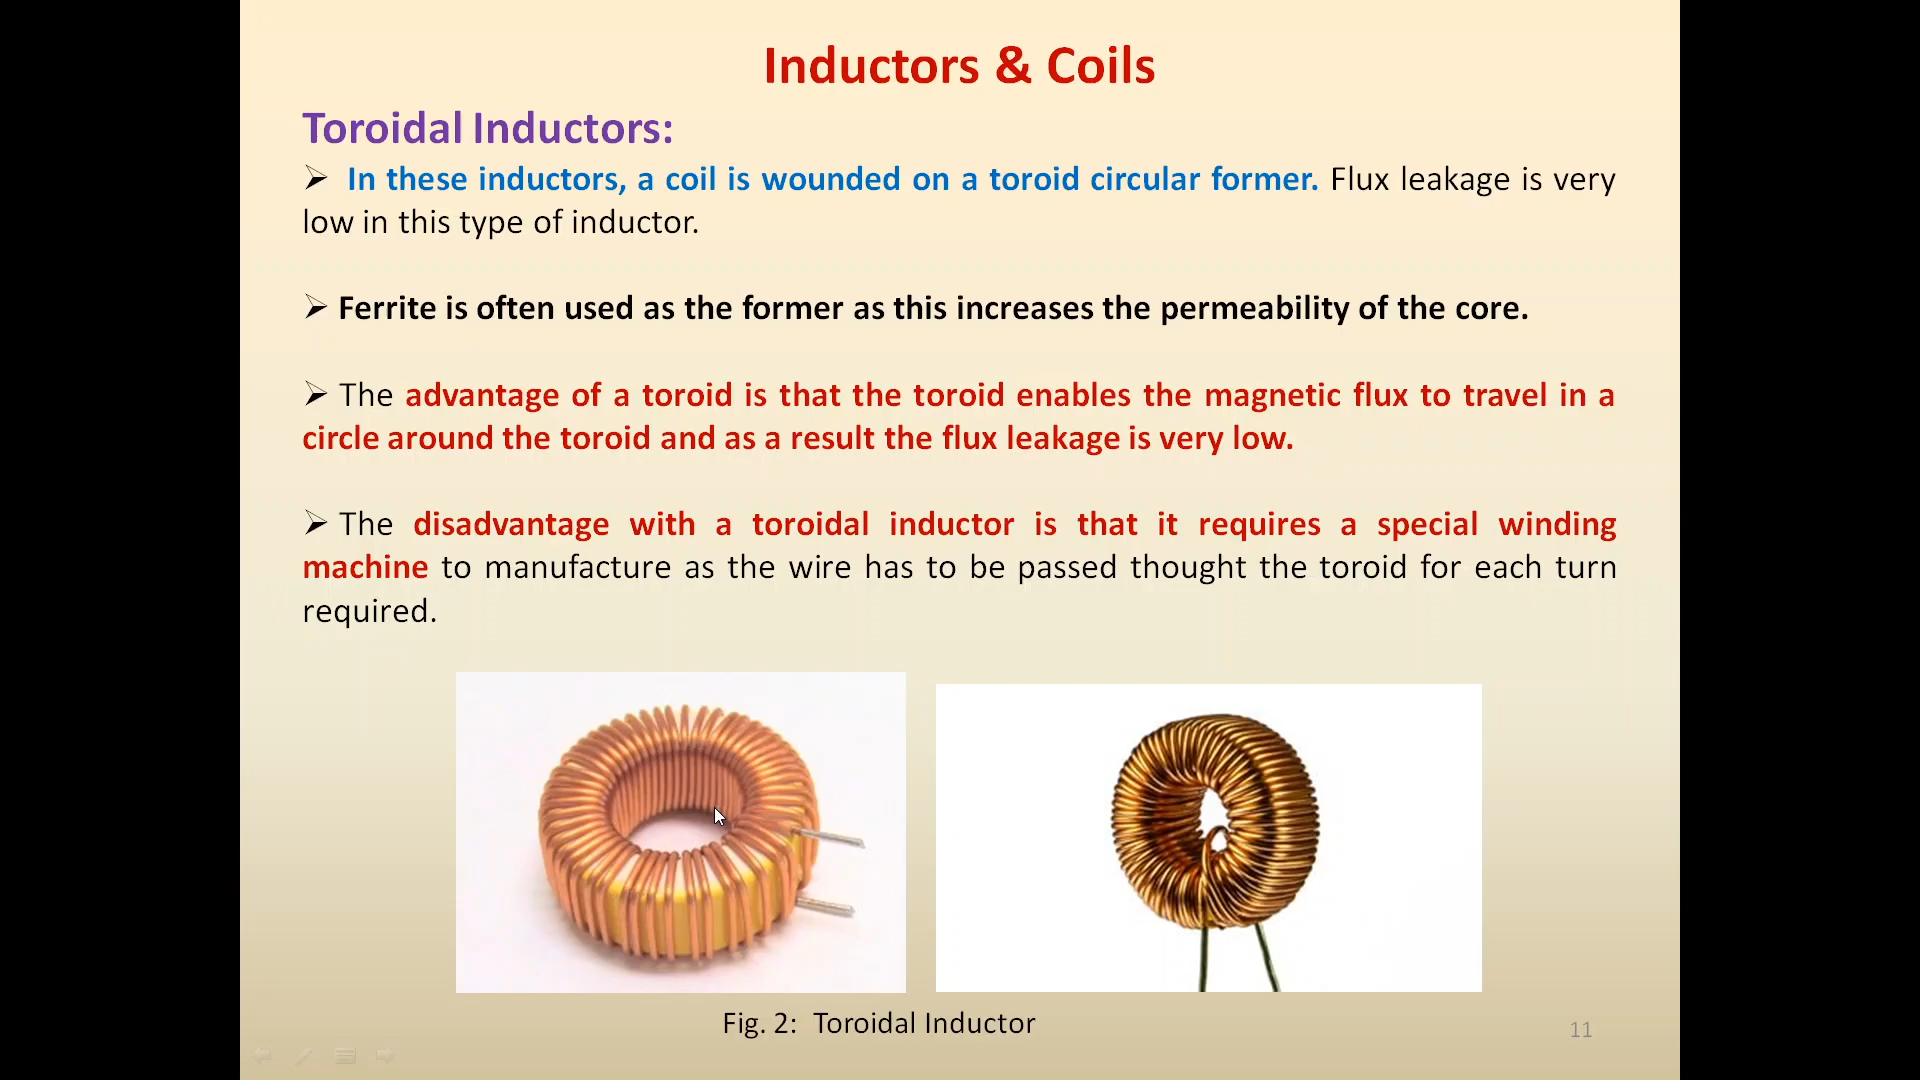 Inductors & Coils
Toroidal Inductors:
➢ In these inductors, a coil is wounded on a toroid circular former. Flux leakage is very
low in this type of inductor.
➢ Ferrite is often used as the former as this increases the permeability of the core.
➢ The advantage of a toroid is that the toroid enables the magnetic flux to travel in a
circle around the toroid and as a result the flux leakage is very low.
➢ The disadvantage with a toroidal inductor is that it requires a special winding
machine to manufacture as the wire has to be passed thought the toroid for each turn
required.
Fig. 2: Toroidal Inductor
11